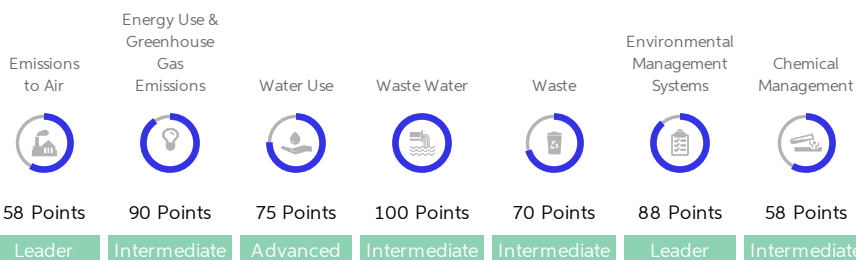 Emissions
to Air
Energy Use &
Greenhouse
Gas
Emissions
Water Use
Waste Water
Waste
Environmental
Management
Systems
Chemical
Management
58 Points
90 Points
75 Points
100 Points
70 Points
88 Points
58 Points
Leader
Intermediate
Advanced
Intermediate
Intermediate
Leader
Intermediate